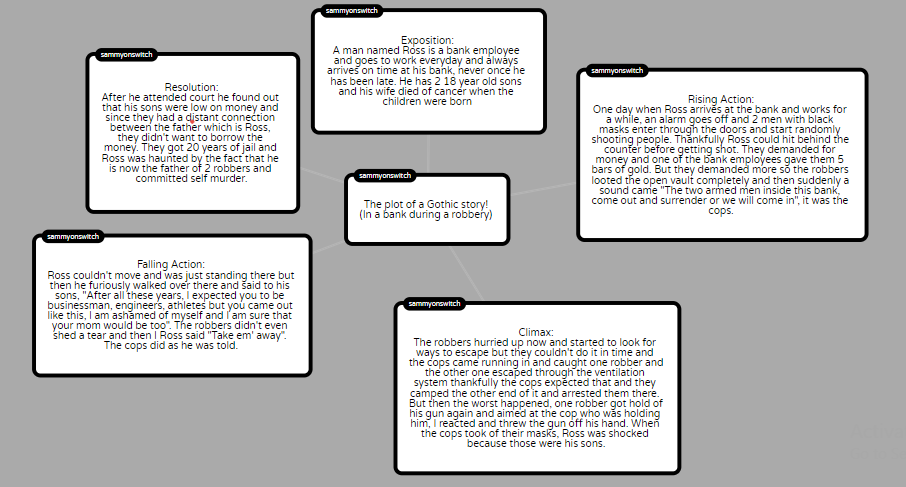 sammyonswitch
Exposition:
A man named Ross is a bank employee
and goes to work everyday and always
arrives on time at his bank, never once he
has been late. He has 2 18 year old sons
and his wife died of cancer when the
children were born
sammyonswitch
Rising Action:
One day when Ross arrives at the bank and works for
a while, an alarm goes off and 2 men with black
masks enter through the doors and start randomly
shooting people. Thankfully Ross could hit behind the
counter before getting shot. They demanded for
money and one of the bank employees gave them 5
bars of gold. But they demanded more so the robbers
looted the open vault completely and then suddenly a
sound came "The two armed men inside this bank,
come out and surrender or we will come in", it was the
cops.
sammyonswitch
The plot of a Gothic story!
(In a bank during a robbery)
sammyonswitch
Climax:
The robbers hurried up now and started to look for
ways to escape but they couldn't do it in time and
the cops came running in and caught one robber and
the other one escaped through the ventilation
system thankfully the cops expected that and they
camped the other end of it and arrested them there.
But then the worst happened, one robber got hold of
his gun again and aimed at the cop who was holding
him, I reacted and threw the gun off his hand. When
the cops took of their masks, Ross was shocked
because those were his sons.
sammyonswitch
Falling Action:
Ross couldn't move and was just standing there but
then he furiously walked over there and said to his
sons, "After all these years, I expected you to be
businessman, engineers, athletes but you came out
like this, I am ashamed of myself and I am sure that
your mom would be too". The robbers didn't even
shed a tear and then I Ross said "Take em' away".
The cops did as he was told.
sammyonswitch
Resolution:
After he attended court he found out
that his sons were low on money and
since they had a distant connection
between the father which is Ross,
they didn't want to borrow the
money. They got 20 years of jail and
Ross was haunted by the fact that he
is now the father of 2 robbers and
committed self murder.